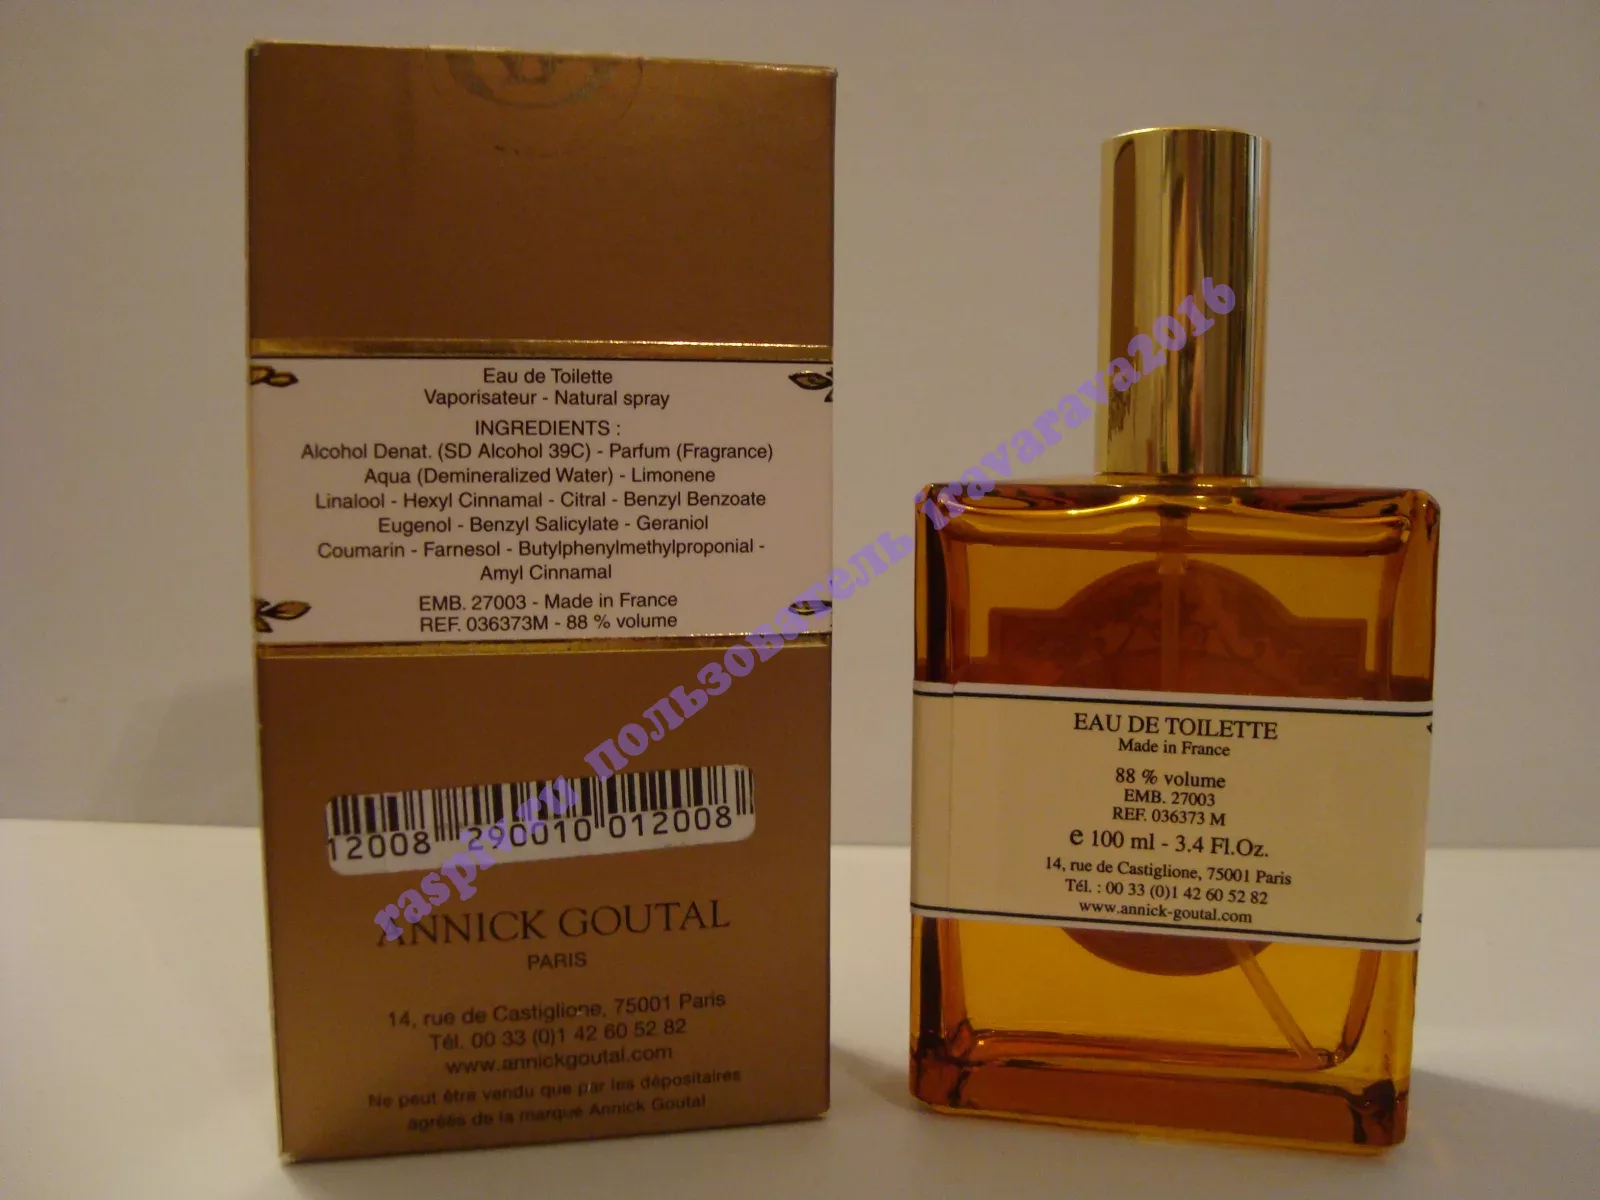 Eau de Toilette
Vaporisateur - Natural spray
INGREDIENTS :
Alcohol Denat. (SD Alcohol 39C) - Parfum (Fragrance)
Aqua (Demineralized Water) - Limonene
Linalool - Hexyl Cinnamal - Citral - Benzyl Benzoate
Eugenol - Benzyl Salicylate - Geraniol
Coumarin - Farnesol - Butylphenylmethylproponial -
Amyl Cinnamal
EMB. 27003 - Made in France
REF. 036373M - 88 % volume
12008 290010 012008
ANNICK GOUTAL
PARIS
14, rue de Castiglione, 75001 Paris
Tél. 00 33 (0)1 42 60 52 82
www.annickgoutal.com
Ne peut être vendu que par les dépositaires
agréés de la marque Annick Goutal
EAU DE TOILETTE
Made in France
88 % volume
EMB. 27003
REF. 036373 M
e 100 ml - 3.4 Fl.Oz.
14, rue de Castiglione, 75001 Paris
Tél. : 00 33 (0)1 42 60 52 82
www.annick-goutal.com
raspiv.ru пользователь iravarava2016